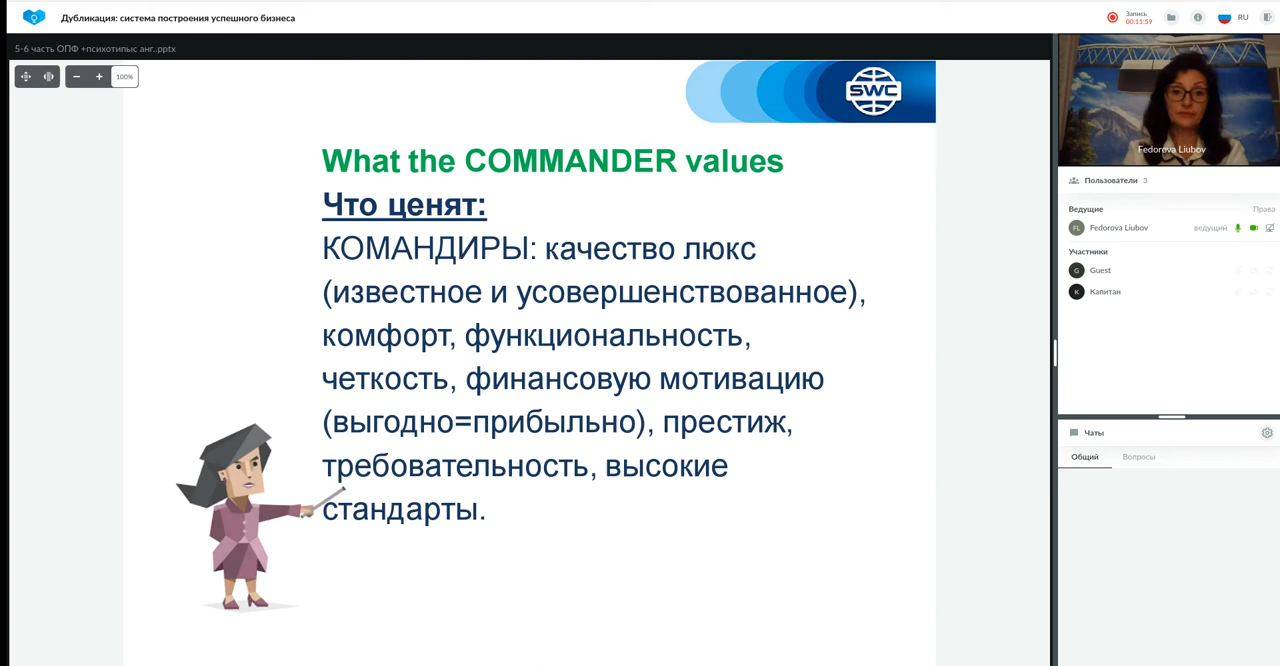 Дубликация: система построения успешного бизнеса
Запись
00:11:59
RU
5-6 часть ОПФ +психотипыс анг..pptx
100%
SWC
What the COMMANDER values
Что ценят:
КОМАНДИРЫ: качество люкс
(известное и усовершенствованное),
комфорт, функциональность,
четкость, финансовую мотивацию
(выгодно=прибыльно), престиж,
требовательность, высокие
стандарты.
Fedorova Liubov
Пользователи 3
Ведущие Права
FL Fedorova Liubov ведущий
Участники
G Guest
К Капитан
Чаты
Общий Вопросы